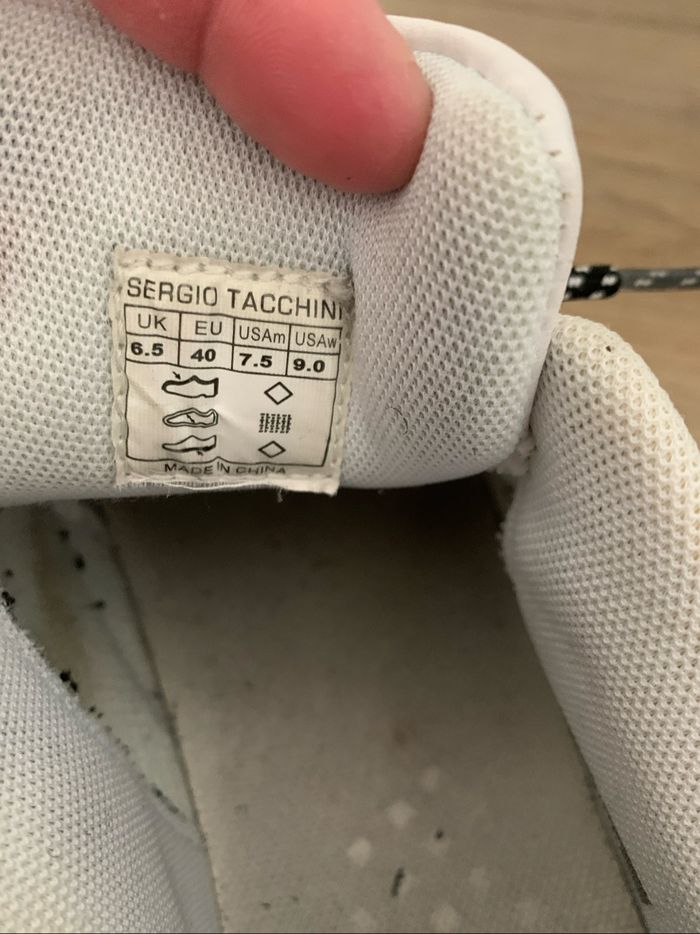 SERGIO TACCHINI
UK EU USAm USAw
6.5 40 7.5 9.0
MADE IN CHINA